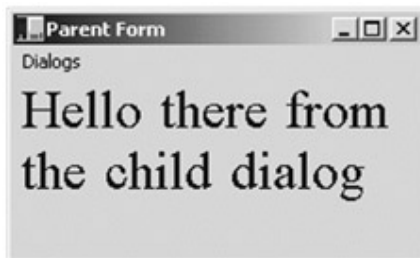 Parent Form
Dialogs
Hello there from
the child dialog